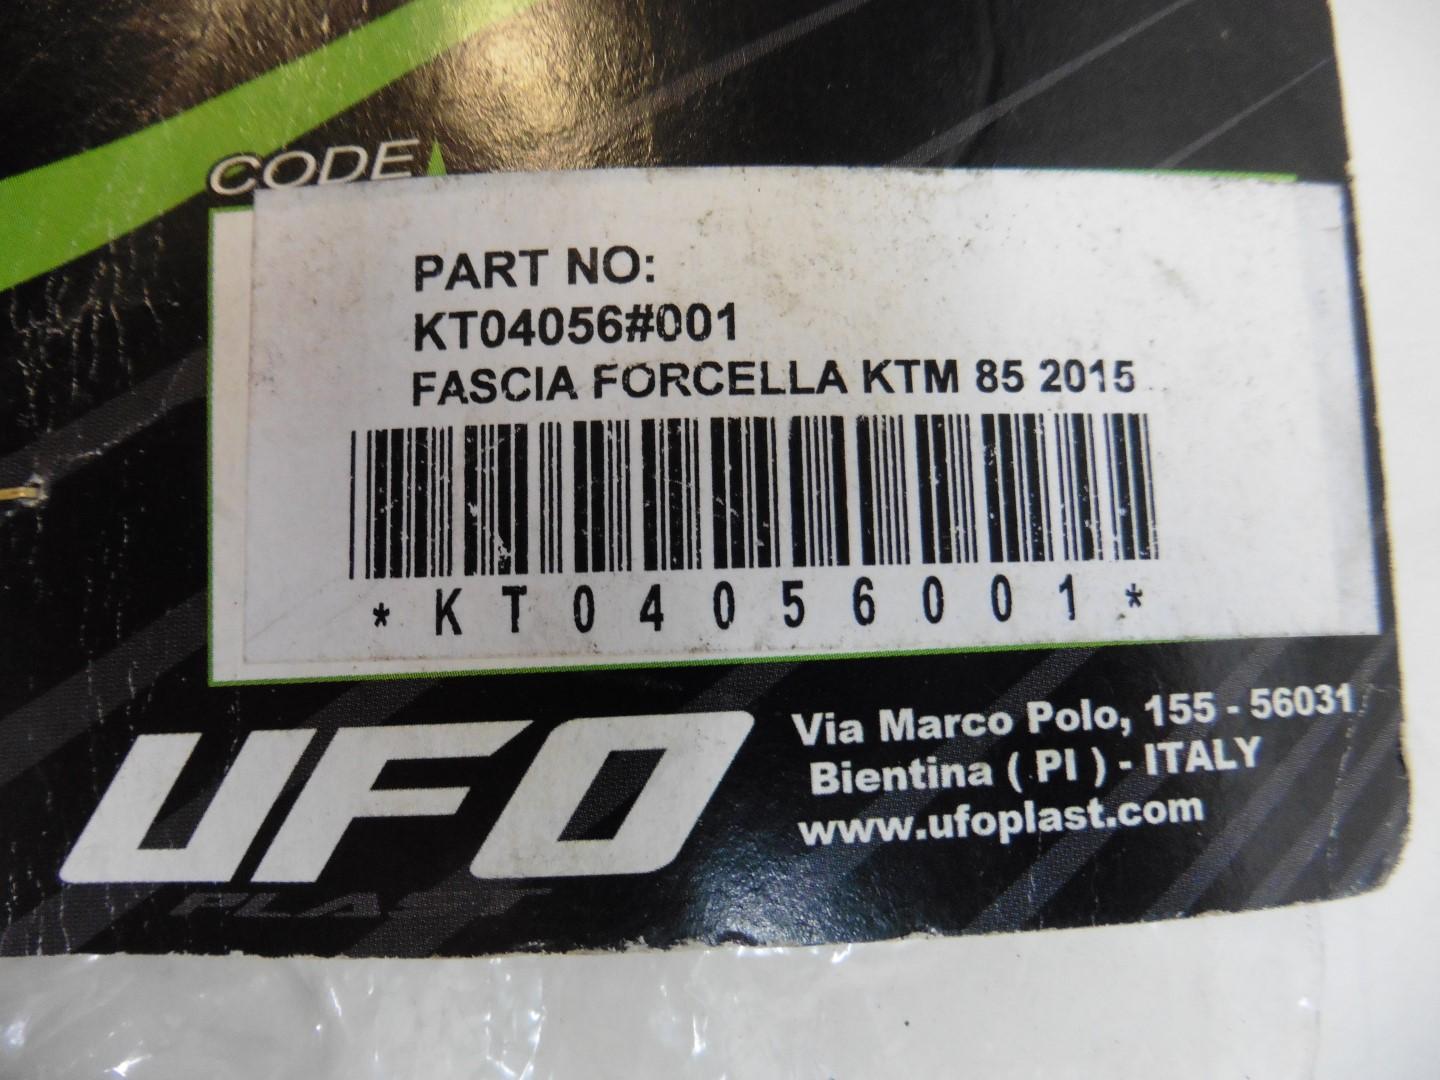 CODE
PART NO:
KT04056#001
FASCIA FORCELLA KTM 85 2015
*KT04056001*
UFO
PLAST
Via Marco Polo, 155 - 56031
Bientina ( PI ) - ITALY
www.ufoplast.com